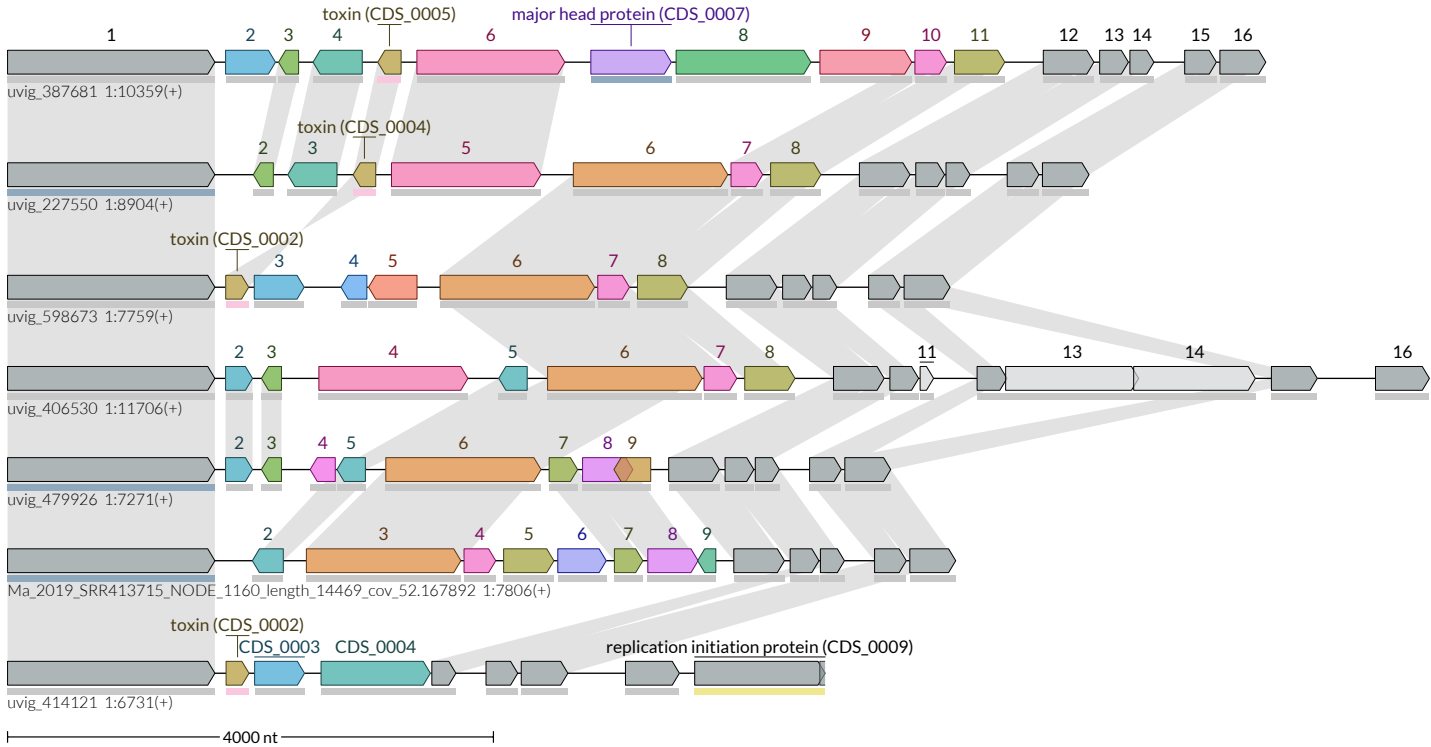 toxin (CDS_0005) major head protein (CDS_0007)
1 2 3 4 6 8 9 10 11 12 13 14 15 16
uvig_387681 1:10359(+)
toxin (CDS_0004)
2 3 5 6 7 8
uvig_227550 1:8904(+)
toxin (CDS_0002)
3 4 5 6 7 8
uvig_598673 1:7759(+)
2 3 4 5 6 7 8 11 13 14 16
uvig_406530 1:11706(+)
2 3 4 5 6 7 8 9
uvig_479926 1:7271(+)
2 3 4 5 6 7 8 9
Ma_2019_SRR413715_NODE_1160_length_14469_cov_52.167892 1:7806(+)
toxin (CDS_0002)
CDS_0003 CDS_0004 replication initiation protein (CDS_0009)
uvig_414121 1:6731(+)
4000 nt